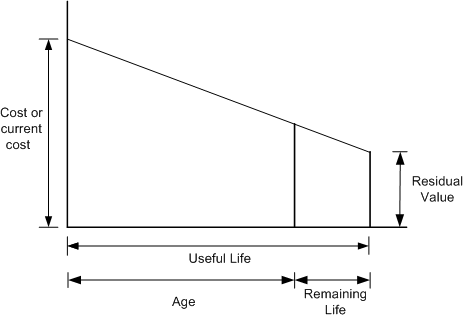 Cost or
current
cost
Residual
Value
Useful Life
Age
Remaining
Life